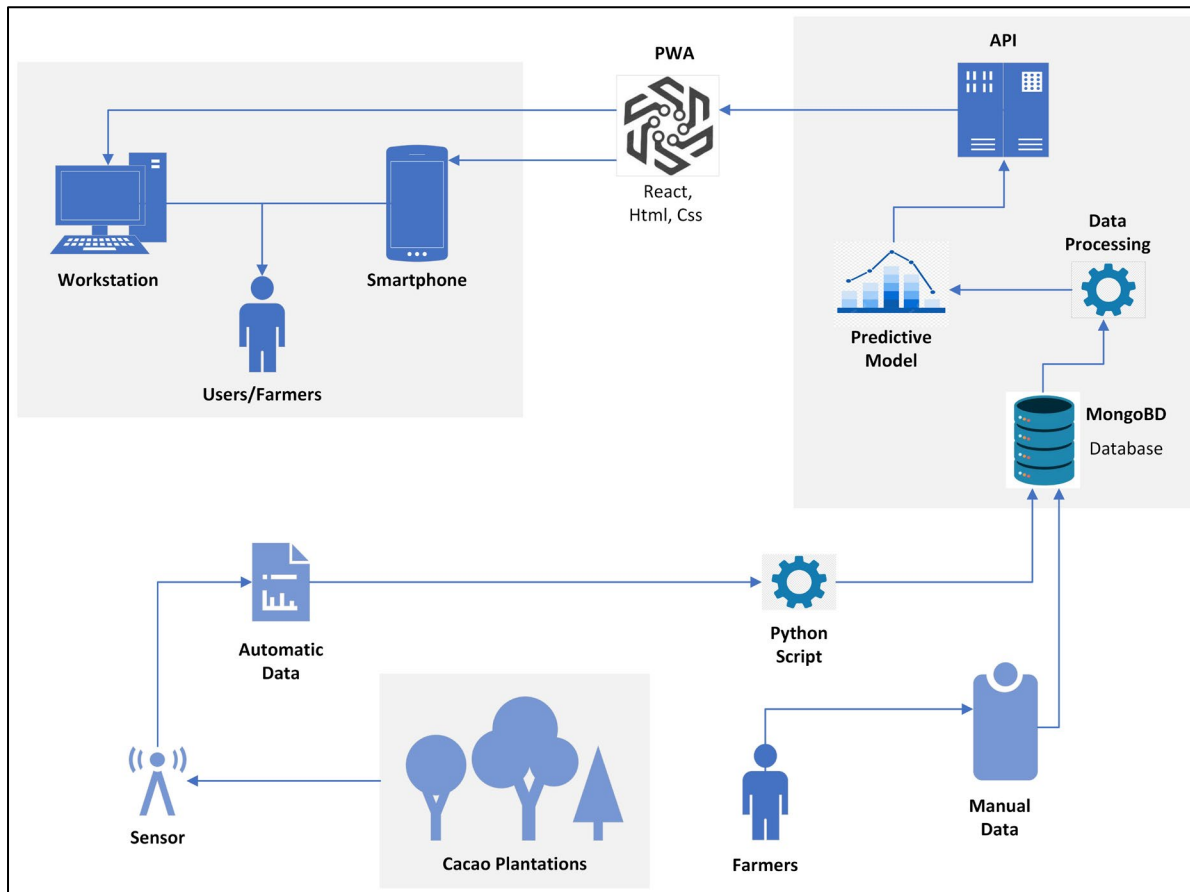 PWA
API
React,
Html, Css
Data
Processing
Workstation
Smartphone
Predictive
Model
Users/Farmers
MongoBD
Database
Automatic
Data
Python
Script
Sensor
Cacao Plantations
Farmers
Manual
Data